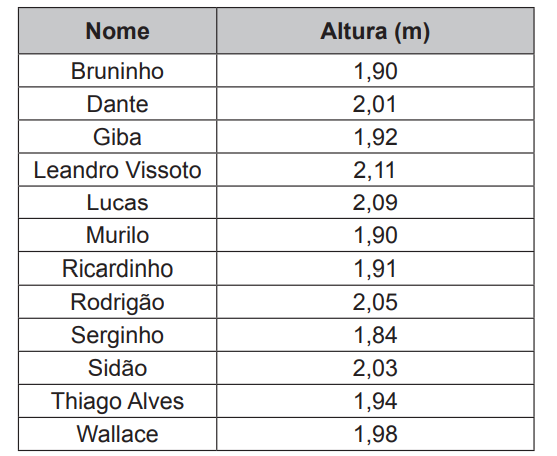 Nome Altura (m)
Bruninho 1,90
Dante 2,01
Giba 1,92
Leandro Vissoto 2,11
Lucas 2,09
Murilo 1,90
Ricardinho 1,91
Rodrigão 2,05
Serginho 1,84
Sidão 2,03
Thiago Alves 1,94
Wallace 1,98